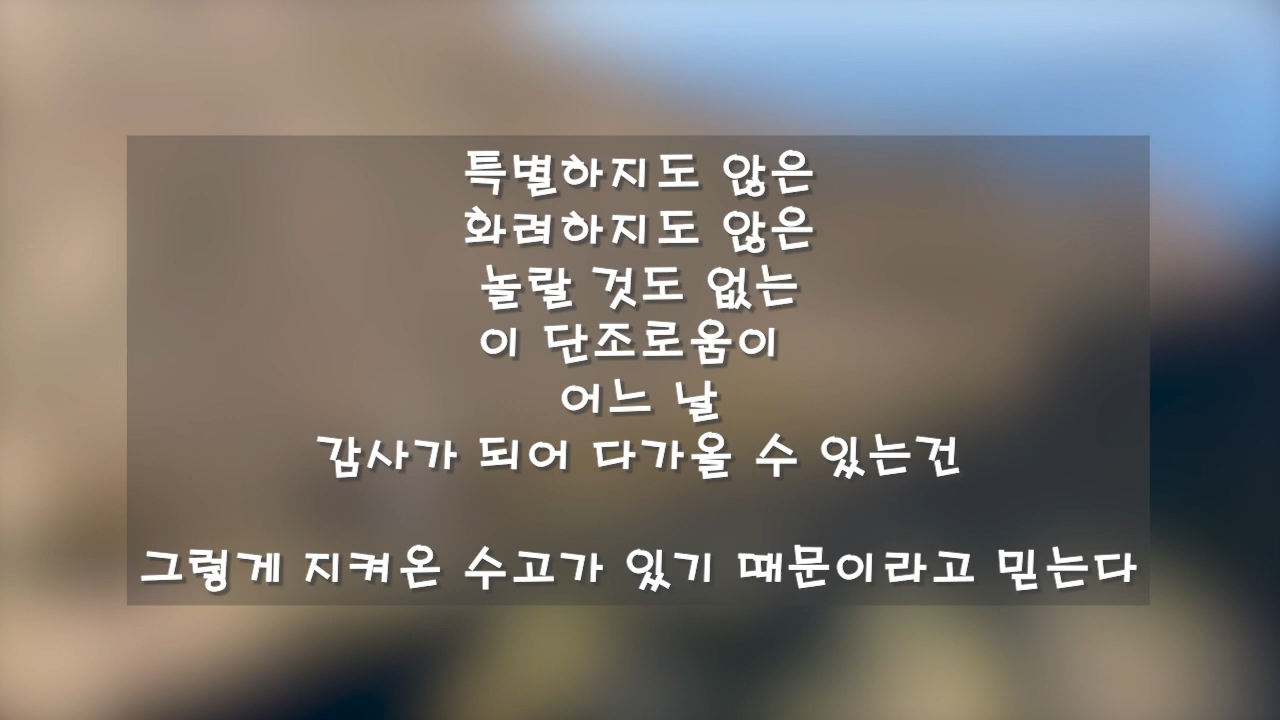 특별하지도 않은
화려하지도 않은
놀랄 것도 없는
이 단조로움이
어느 날
감사가 되어 다가올 수 있는건
그렇게 지켜온 수고가 있기 때문이라고 믿는다